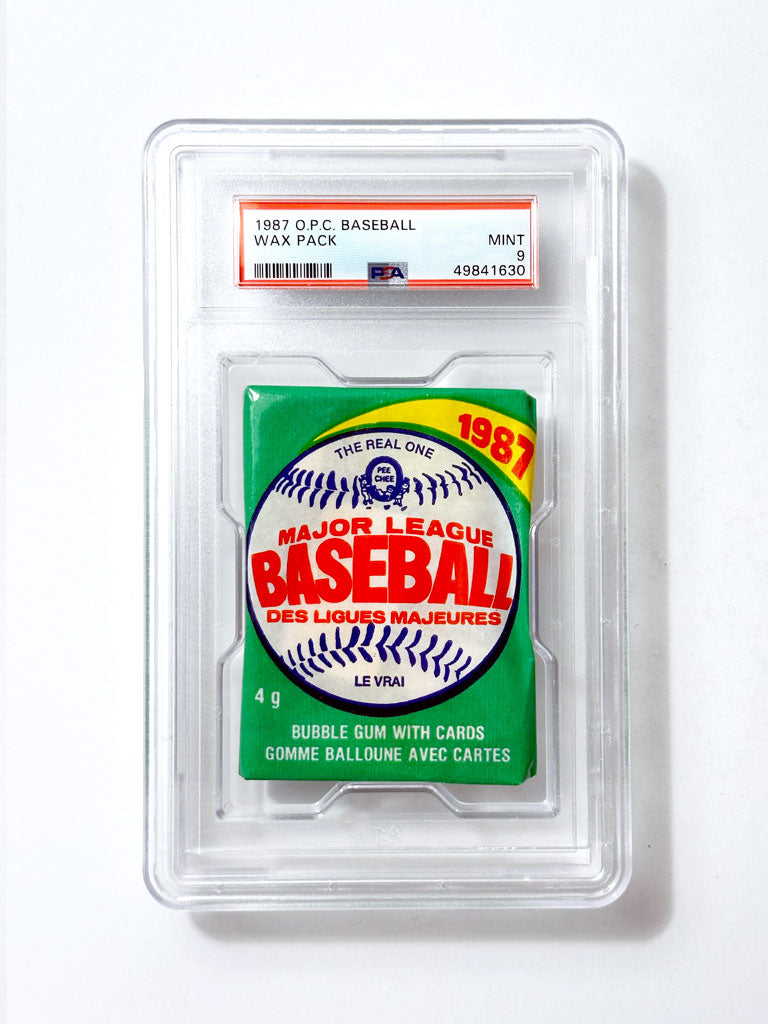 1987 O.P.C. BASEBALL
WAX PACK
MINT
9
PSA
49841630
1987
THE REAL ONE
PEE
CHEE
MAJOR LEAGUE
BASEBALL
DES LIGUES MAJEURES
LE VRAI
4 g
BUBBLE GUM WITH CARDS
GOMME BALLOUNE AVEC CARTES